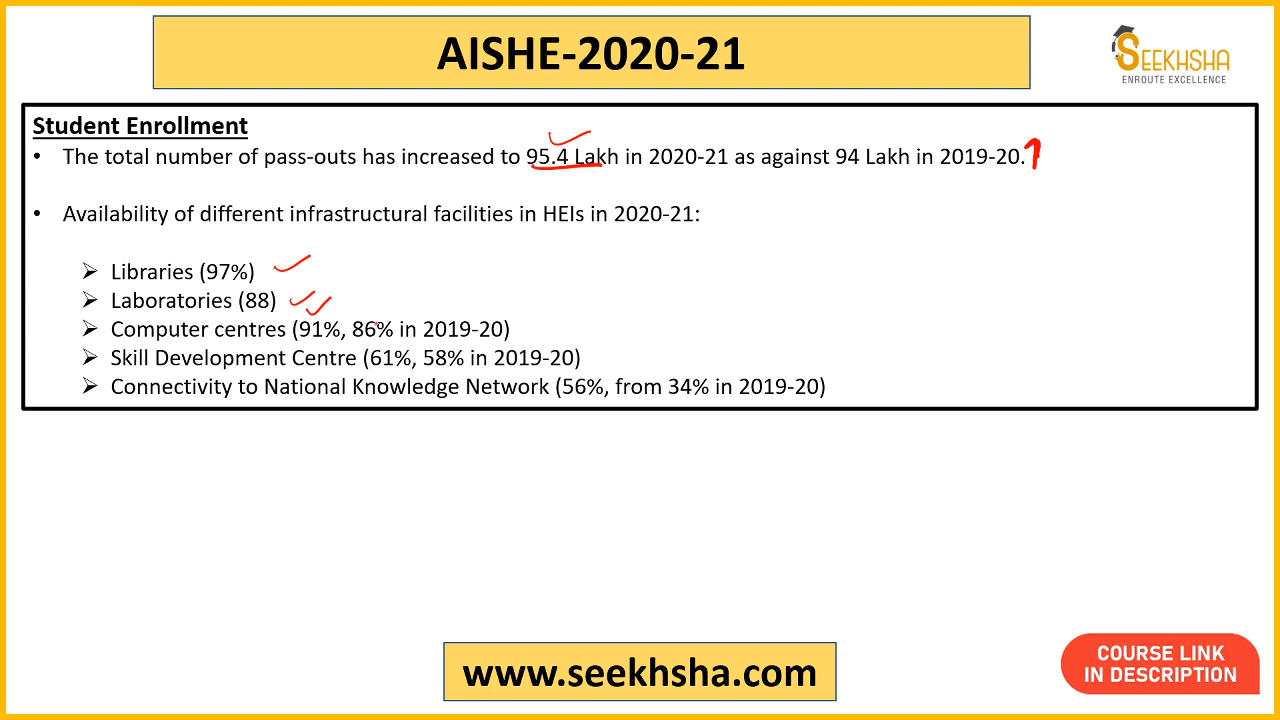 AISHE-2020-21
SEEKHSHA
ENROUTE EXCELLENCE
Student Enrollment
• The total number of pass-outs has increased to 95.4 Lakh in 2020-21 as against 94 Lakh in 2019-20.
• Availability of different infrastructural facilities in HEIs in 2020-21:
➢ Libraries (97%)
➢ Laboratories (88)
➢ Computer centres (91%, 86% in 2019-20)
➢ Skill Development Centre (61%, 58% in 2019-20)
➢ Connectivity to National Knowledge Network (56%, from 34% in 2019-20)
www.seekhsha.com
COURSE LINK
IN DESCRIPTION